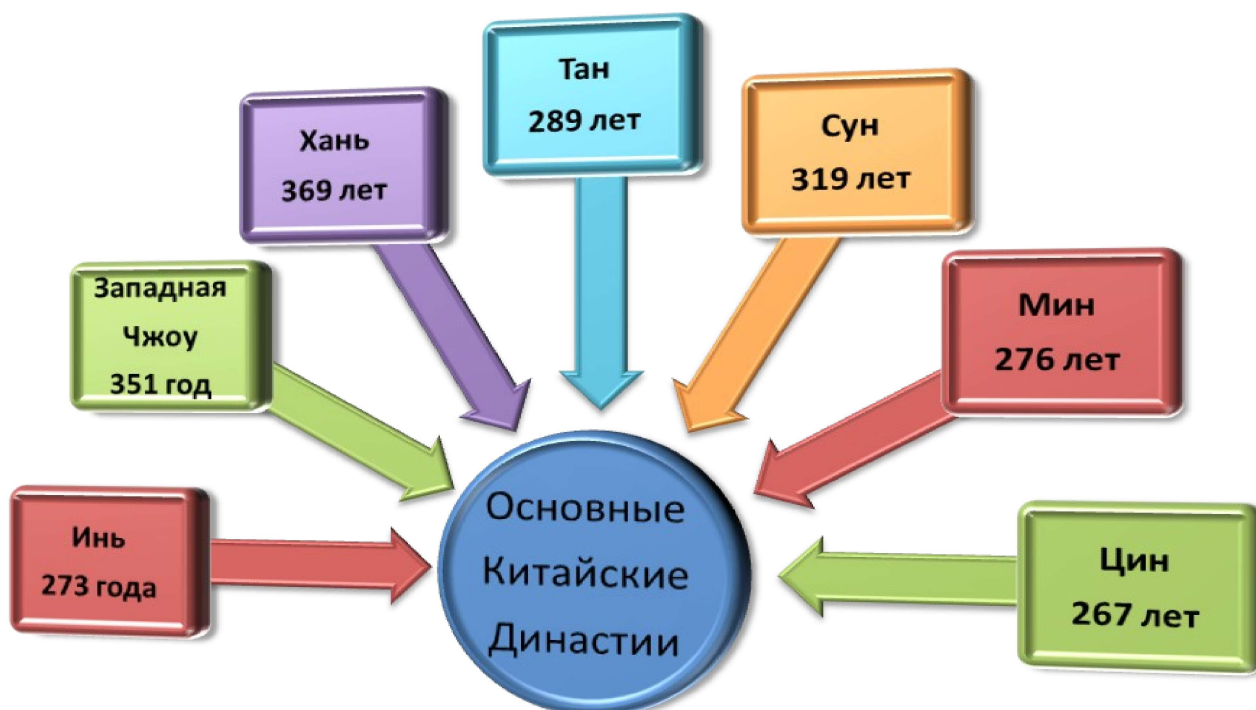 Тан
289 лет
Хань
369 лет
Сун
319 лет
Западная
Чжоу
351 год
Мин
276 лет
Инь
273 года
Цин
267 лет
Основные
Китайские
Династии